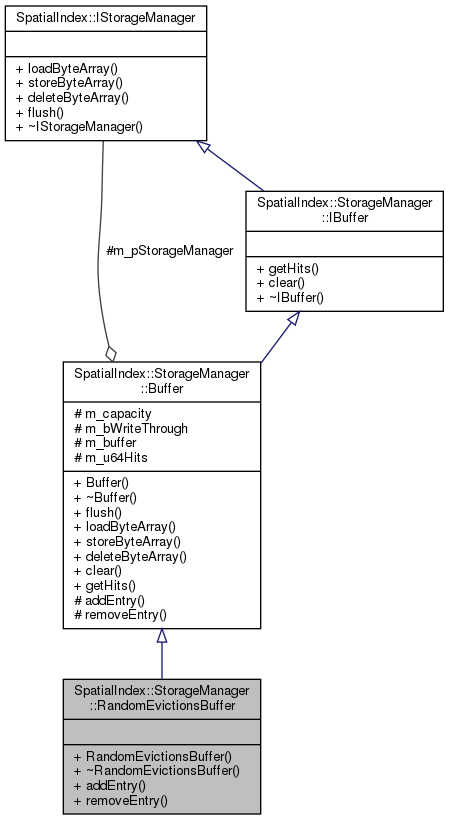 SpatialIndex::IStorageManager
+ loadByteArray()
+ storeByteArray()
+ deleteByteArray()
+ flush()
+ ~IStorageManager()
SpatialIndex::StorageManager
::IBuffer
+ getHits()
+ clear()
+ ~IBuffer()
#m_pStorageManager
SpatialIndex::StorageManager
::Buffer
# m_capacity
# m_bWriteThrough
# m_buffer
# m_u64Hits
+ Buffer()
+ ~Buffer()
+ flush()
+ loadByteArray()
+ storeByteArray()
+ deleteByteArray()
+ clear()
+ getHits()
# addEntry()
# removeEntry()
SpatialIndex::StorageManager
::RandomEvictionsBuffer
+ RandomEvictionsBuffer()
+ ~RandomEvictionsBuffer()
+ addEntry()
+ removeEntry()